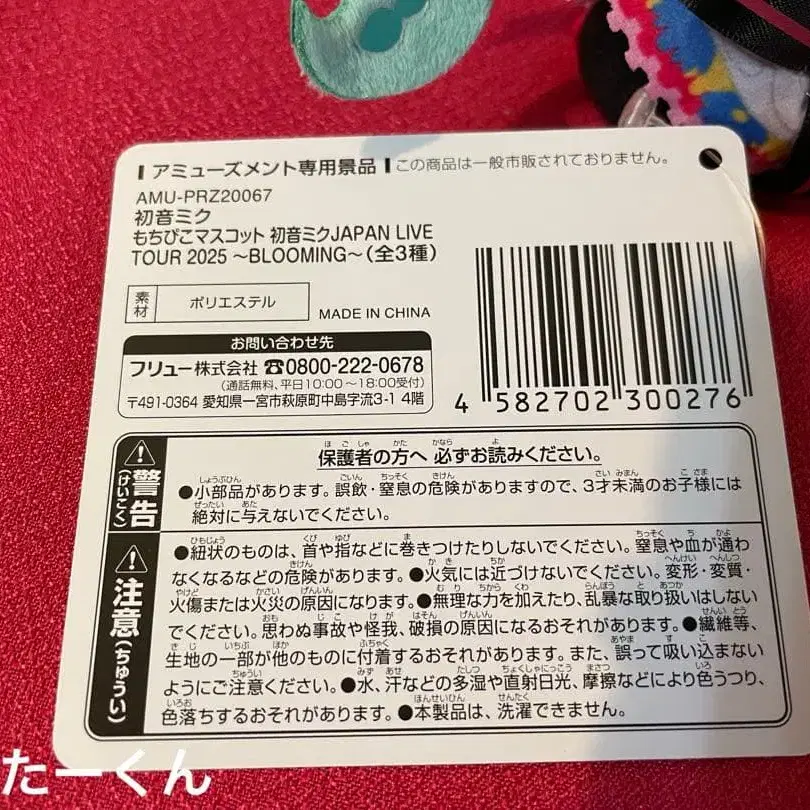 アミューズメント専用景品 この商品は一般市販されておりません。
AMU-PRZ20067
初音ミク
もちぴこマスコット 初音ミクJAPAN LIVE
TOUR 2025 ～BLOOMING～(全3種)
素材 ポリエステル
MADE IN CHINA
お問い合わせ先
フリュー株式会社 ☎0800-222-0678
(通話無料、平日10:00～18:00受付)
〒491-0364 愛知県一宮市萩原町中島字流3-1 4階
4 582702 300276
保護者の方へ 必ずお読みください。
警告(けいこく)
●小部品があります。誤飲・窒息の危険がありますので、3才未満のお子様には
絶対に与えないでください。
注意(ちゅうい)
●紐状のものは、首や指などに巻きつけたりしないでください。窒息や血が通わ
なくなるなどの危険があります。●火気には近づけないでください。変形・変質・
火傷または火災の原因になります。●無理な力を加えたり、乱暴な取り扱いはしない
でください。思わぬ事故や怪我、破損の原因になるおそれがあります。●繊維等、
生地の一部が他のものに付着するおそれがあります。また、誤って吸い込まない
ようにご注意ください。●水、汗などの多湿や直射日光、摩擦などにより色うつり、
色落ちするおそれがあります。●本製品は、洗濯できません。
たーくん